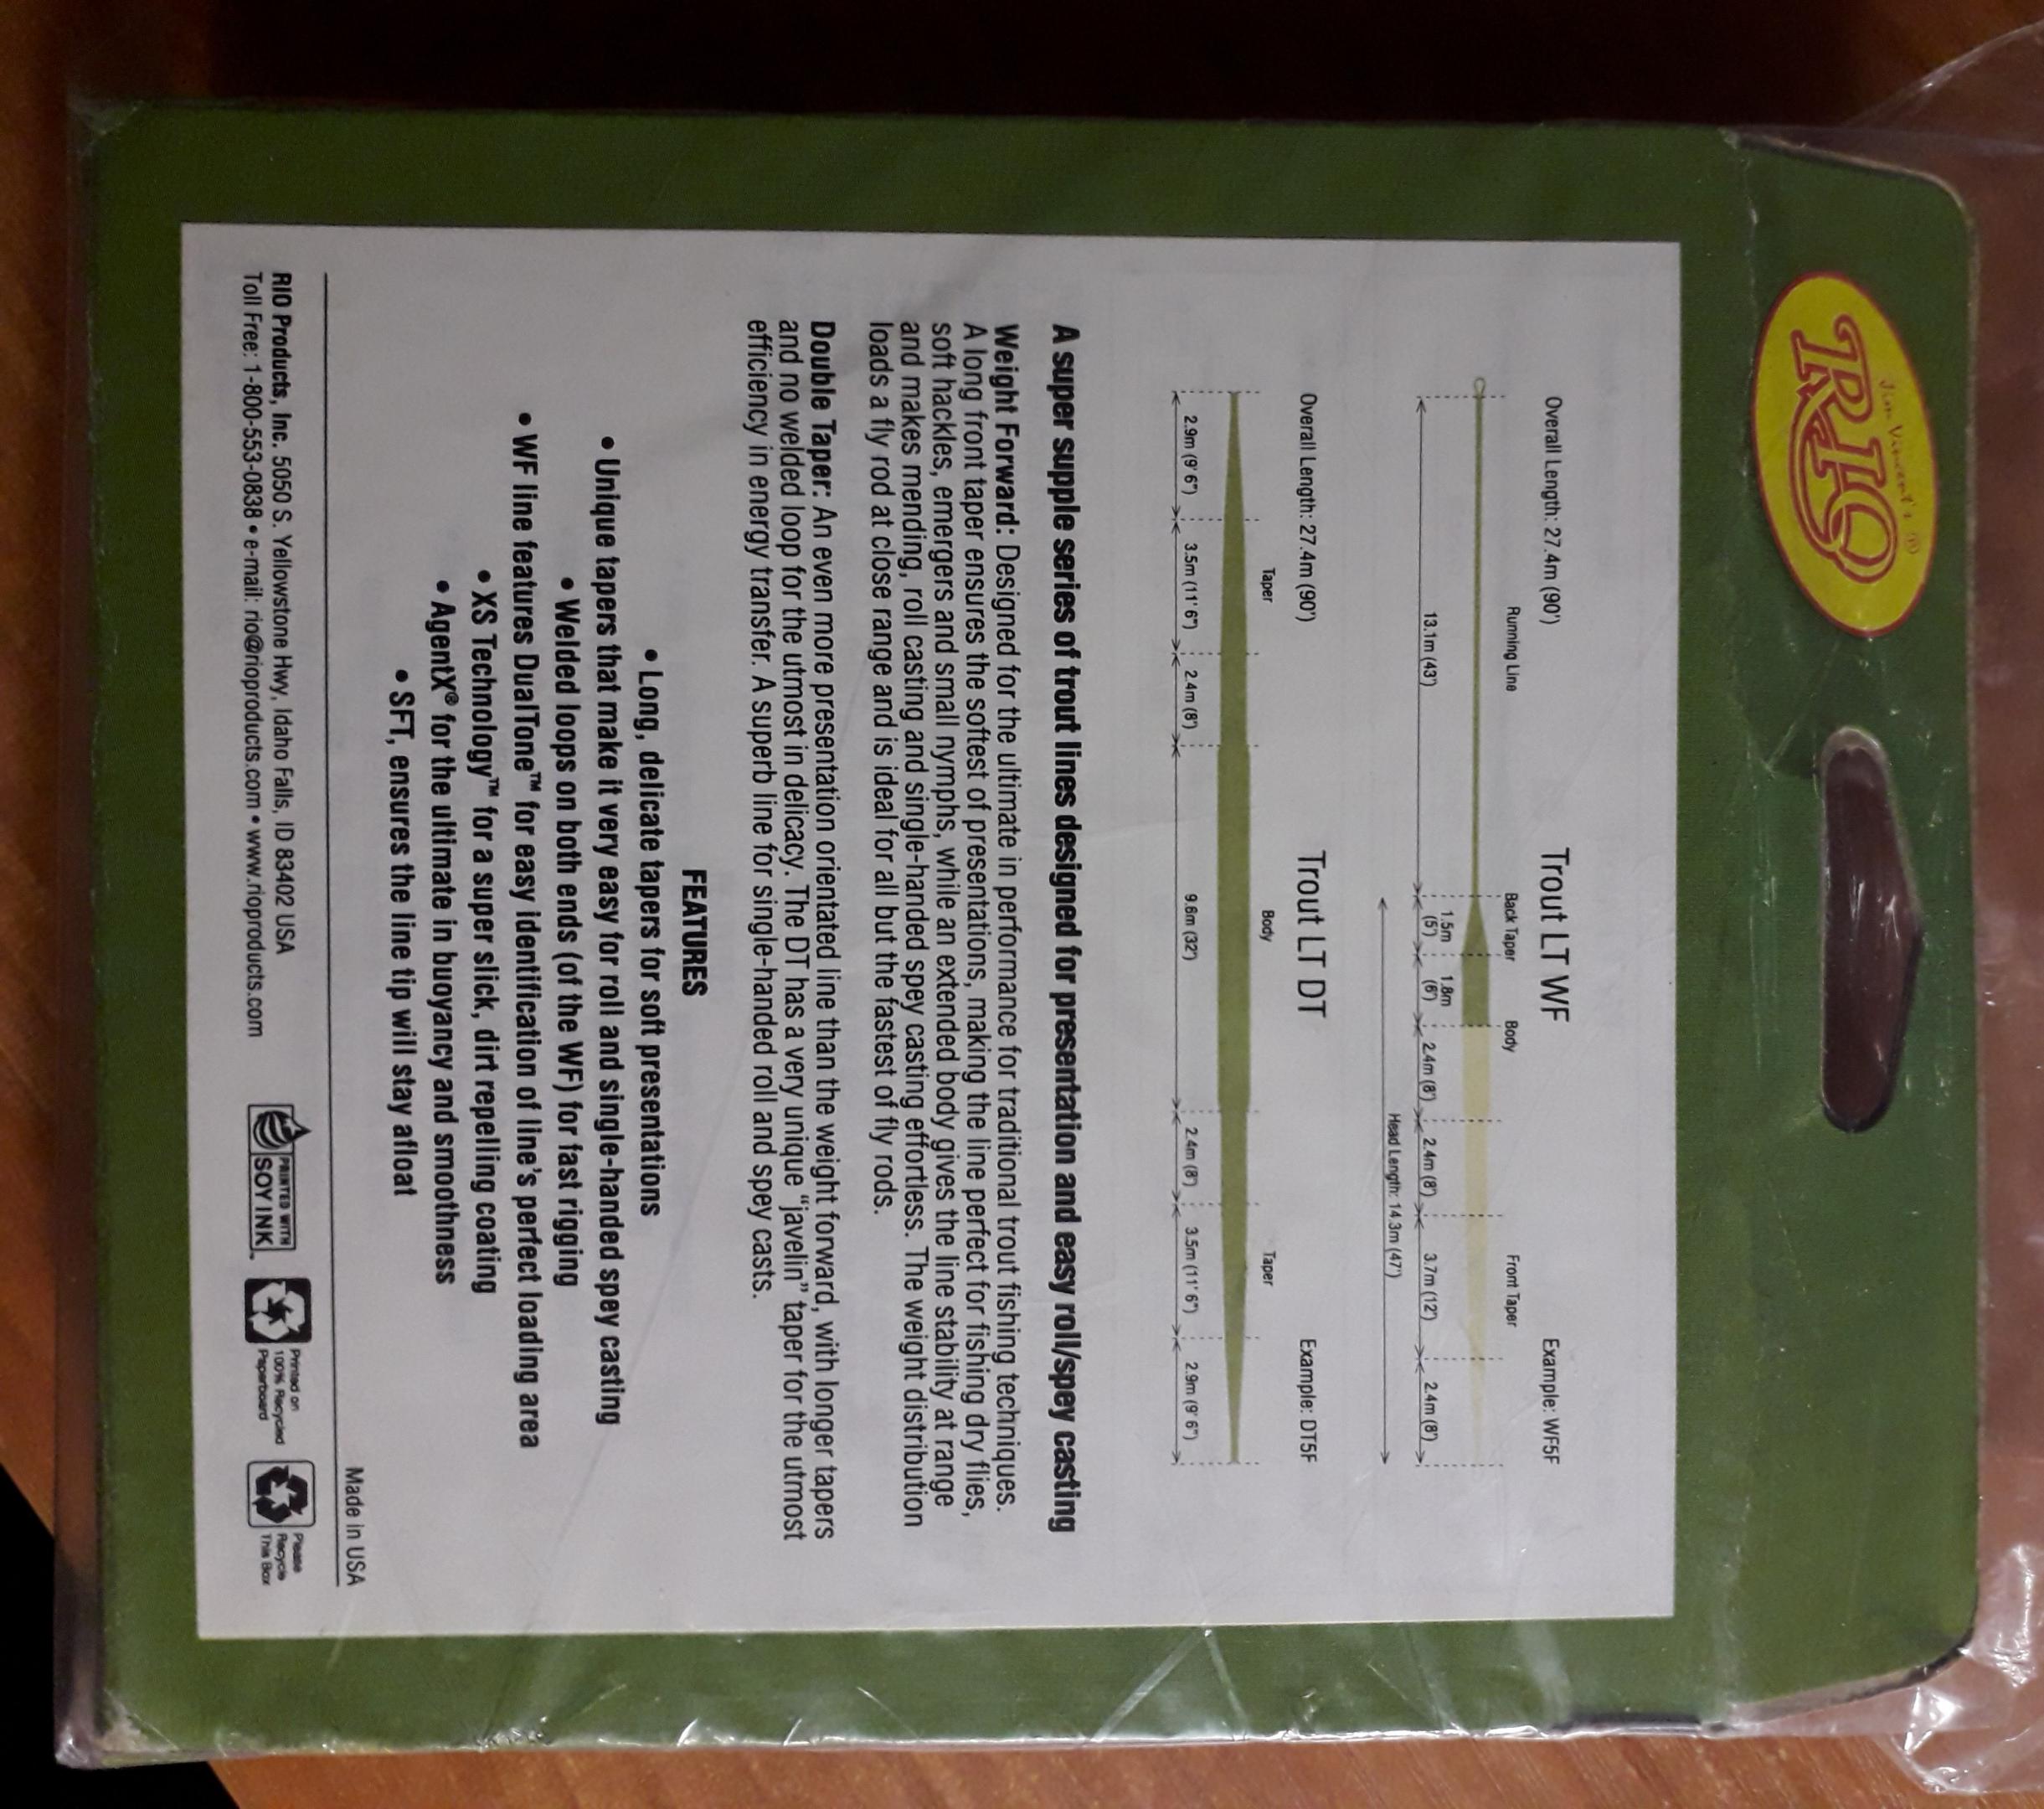 Jim Vincent's ®
RIO
Trout LT WF
Overall Length: 27.4m (90')
Example: WF5F
Running Line
Back Taper
Body
Front Taper
13.1m (43')
1.5m
(5')
1.8m
(6')
2.4m (8')
2.4m (8')
3.7m (12')
2.4m (8')
Head Length: 14.3m (47')
Trout LT DT
Overall Length: 27.4m (90')
Example: DT5F
Taper
Body
Taper
2.9m (9' 6")
3.5m (11' 6")
2.4m (8')
9.6m (32')
2.4m (8')
3.5m (11' 6")
2.9m (9' 6")
A super supple series of trout lines designed for presentation and easy roll/spey casting
Weight Forward: Designed for the ultimate in performance for traditional trout fishing techniques.
A long front taper ensures the softest of presentations, making the line perfect for fishing dry flies,
soft hackles, emergers and small nymphs, while an extended body gives the line stability at range
and makes mending, roll casting and single-handed spey casting effortless. The weight distribution
loads a fly rod at close range and is ideal for all but the fastest of fly rods.
Double Taper: An even more presentation orientated line than the weight forward, with longer tapers
and no welded loop for the utmost in delicacy. The DT has a very unique "javelin" taper for the utmost
efficiency in energy transfer. A superb line for single-handed roll and spey casts.
FEATURES
• Long, delicate tapers for soft presentations
• Unique tapers that make it very easy for roll and single-handed spey casting
• Welded loops on both ends (of the WF) for fast rigging
• WF line features DualTone™ for easy identification of line's perfect loading area
• XS Technology™ for a super slick, dirt repelling coating
• AgentX® for the ultimate in buoyancy and smoothness
• SFT, ensures the line tip will stay afloat
Made in USA
RIO Products, Inc. 5050 S. Yellowstone Hwy, Idaho Falls, ID 83402 USA
Toll Free: 1-800-553-0838 • e-mail: rio@rioproducts.com • www.rioproducts.com
PRINTED WITH
SOY INK™
Printed on
100% Recycled
Paperboard
Please
Recycle
This Box